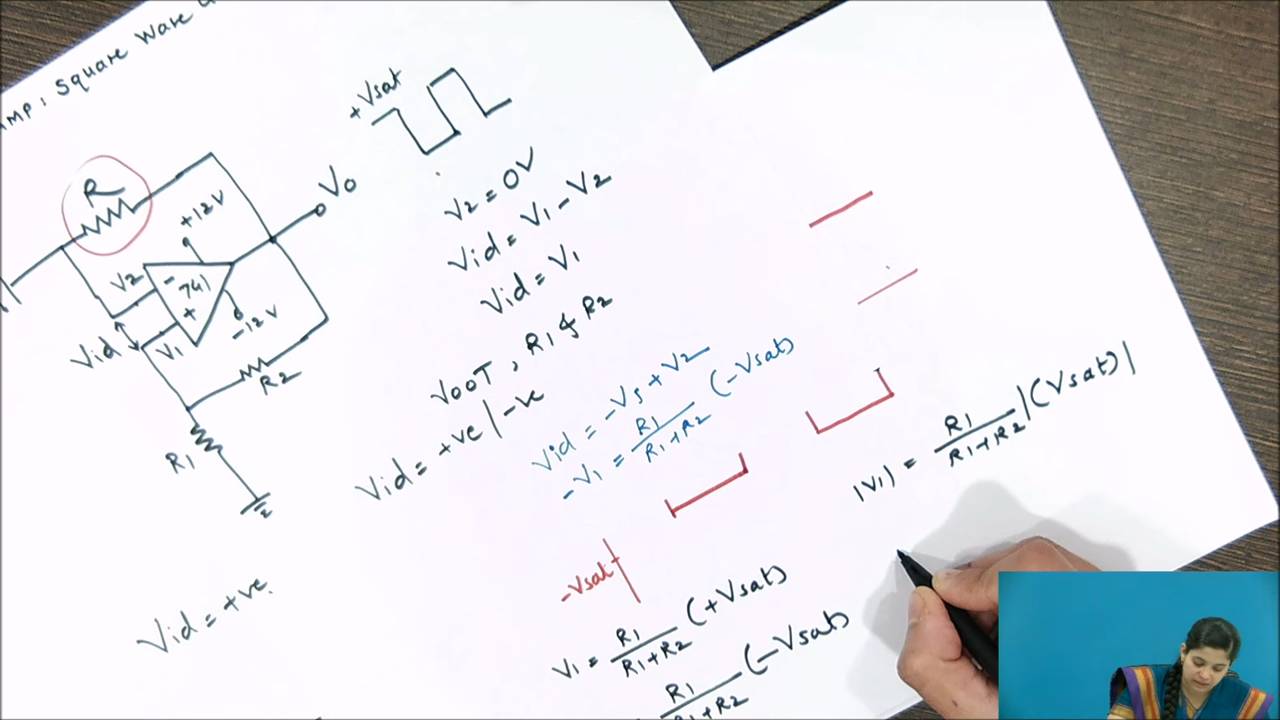 AMP: Square Wave
+Vsat
R
Vo
+12V
V2
-
741
+
-12V
Vid
V1
R2
R1
V2 = 0V
Vid = V1 - V2
Vid = V1
VOOT, R1 & R2
Vid = +ve / -ve
Vid = -Vs + V2
-V1 = R1 / R1+R2 (-Vsat)
-Vsat
|V1| = R1 / R1+R2 |(Vsat)|
Vid = +ve.
V1 = R1 / R1+R2 (+Vsat)
R1 / R1+R2 (-Vsat)